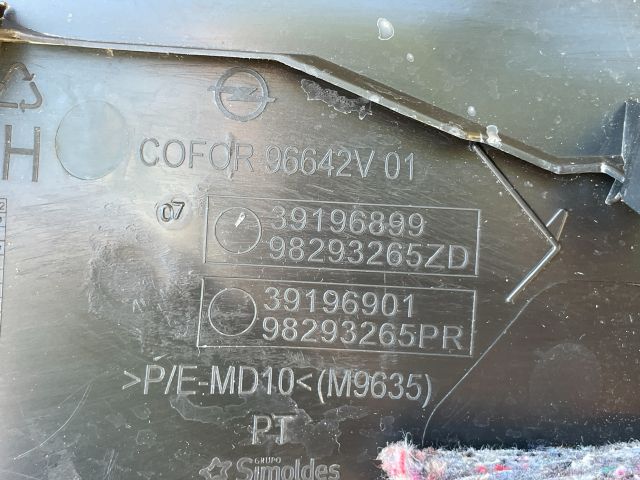 H
COFOR 96642V 01
07
39196899
98293265ZD
39196901
98293265PR
>P/E-MD10<(M9635)
PT
GRUPO
Simoldes